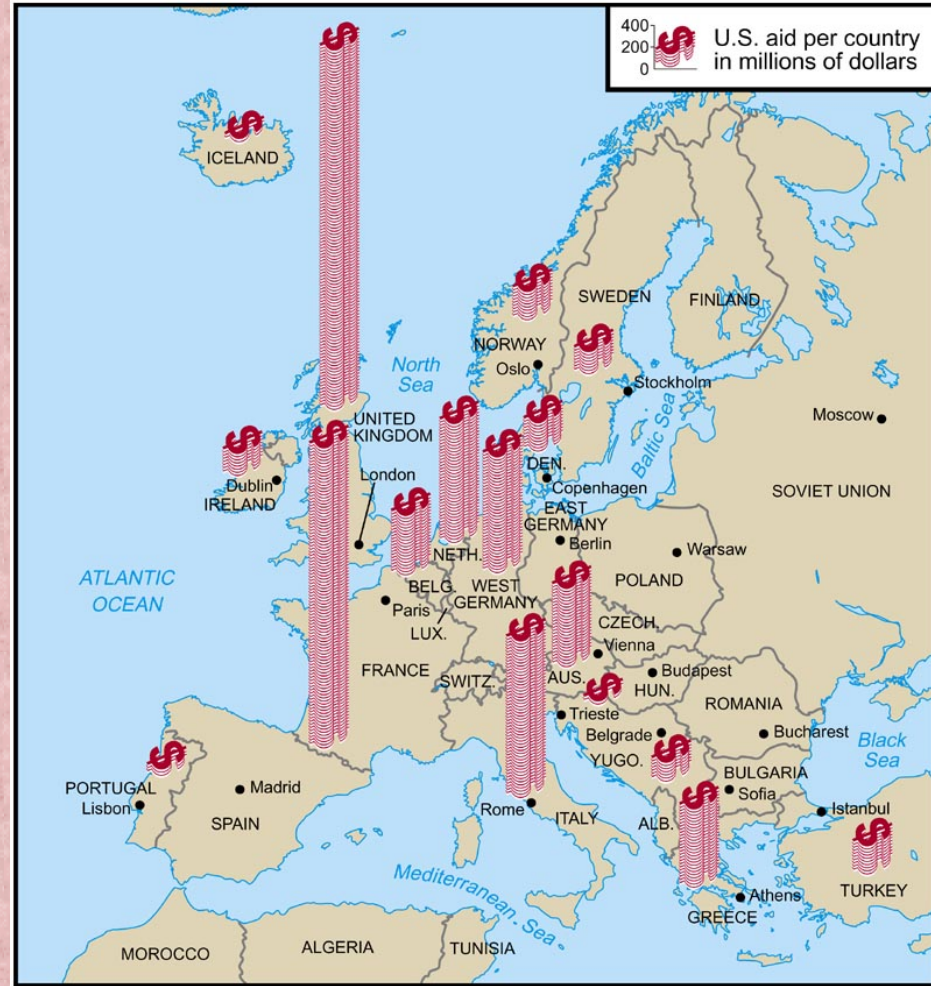 400
200
0
U.S. aid per country
in millions of dollars
$
$
ICELAND
$
SWEDEN
FINLAND
$
NORWAY
Oslo
North
Sea
Stockholm
Baltic Sea
Moscow
UNITED
KINGDOM
London
Dublin
IRELAND
DEN.
Copenhagen
SOVIET UNION
EAST
GERMANY
Berlin
Warsaw
NETH.
POLAND
ATLANTIC
OCEAN
BELG.
WEST
GERMANY
Paris
LUX.
CZECH.
Vienna
FRANCE
SWITZ.
AUS.
Budapest
HUN.
ROMANIA
Trieste
Belgrade
Bucharest
YUGO.
Black
Sea
PORTUGAL
Lisbon
Madrid
SPAIN
BULGARIA
Sofia
Rome
ITALY
ALB.
Istanbul
Mediterranean Sea
Athens
GREECE
TURKEY
MOROCCO
ALGERIA
TUNISIA